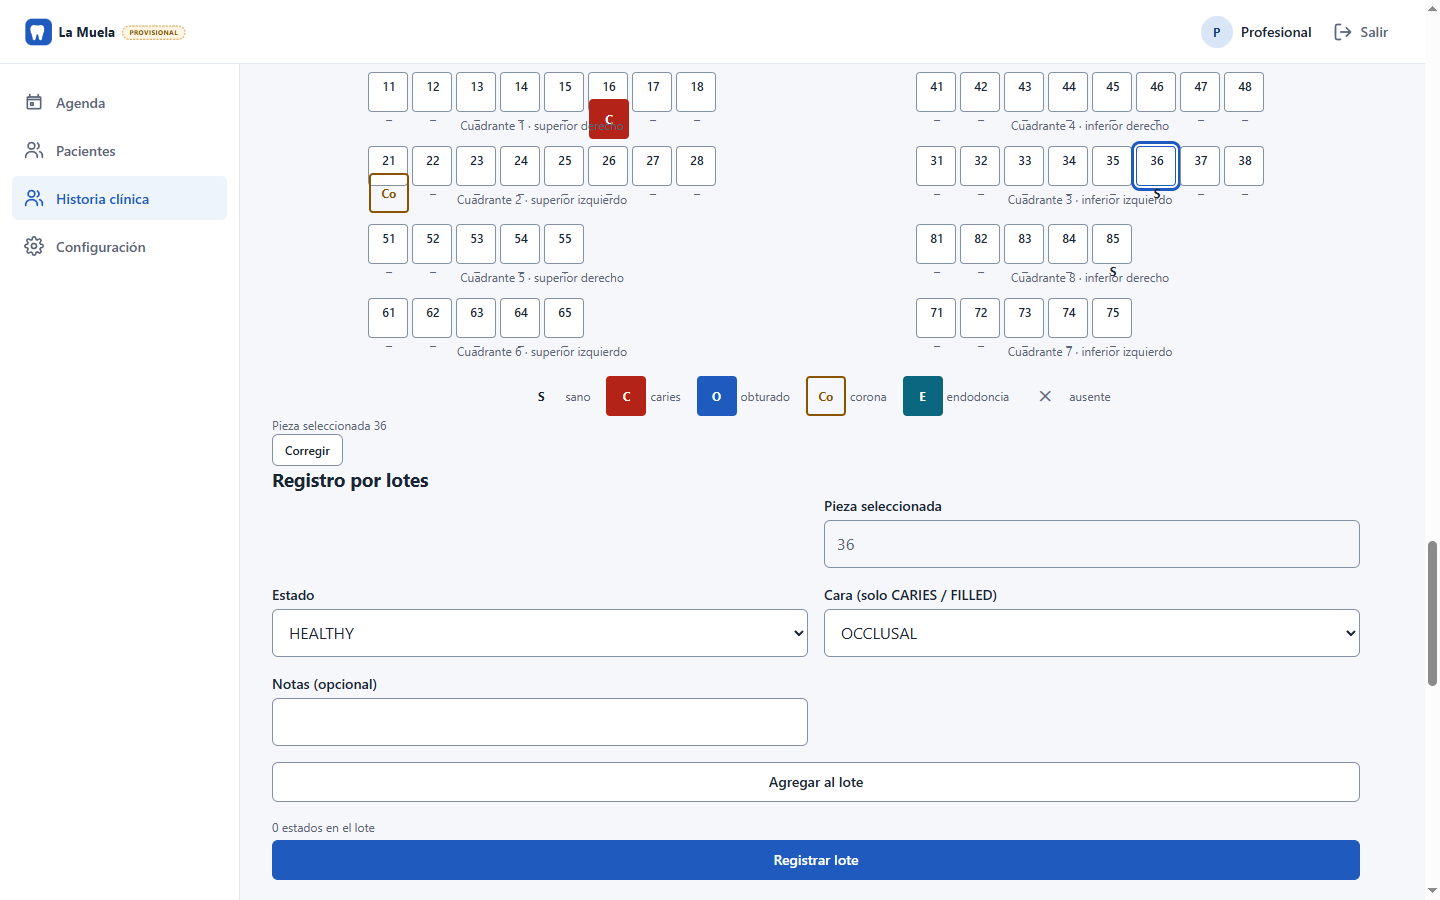 La Muela PROVISIONAL
P Profesional Salir
Agenda
Pacientes
Historia clínica
Configuración
11 12 13 14 15 16 17 18
– – – – – C – –
Cuadrante 1 · superior derecho
41 42 43 44 45 46 47 48
– – – – – – – –
Cuadrante 4 · inferior derecho
21 22 23 24 25 26 27 28
Co – – – – – – –
Cuadrante 2 · superior izquierdo
31 32 33 34 35 36 37 38
– – – – – S – –
Cuadrante 3 · inferior izquierdo
51 52 53 54 55
– – – – –
Cuadrante 5 · superior derecho
81 82 83 84 85
– – – – S
Cuadrante 8 · inferior derecho
61 62 63 64 65
– – – – –
Cuadrante 6 · superior izquierdo
71 72 73 74 75
– – – – –
Cuadrante 7 · inferior izquierdo
S sano C caries O obturado Co corona E endodoncia × ausente
Pieza seleccionada 36
Corregir
Registro por lotes
Pieza seleccionada
36
Estado
HEALTHY
Cara (solo CARIES / FILLED)
OCCLUSAL
Notas (opcional)
Agregar al lote
0 estados en el lote
Registrar lote